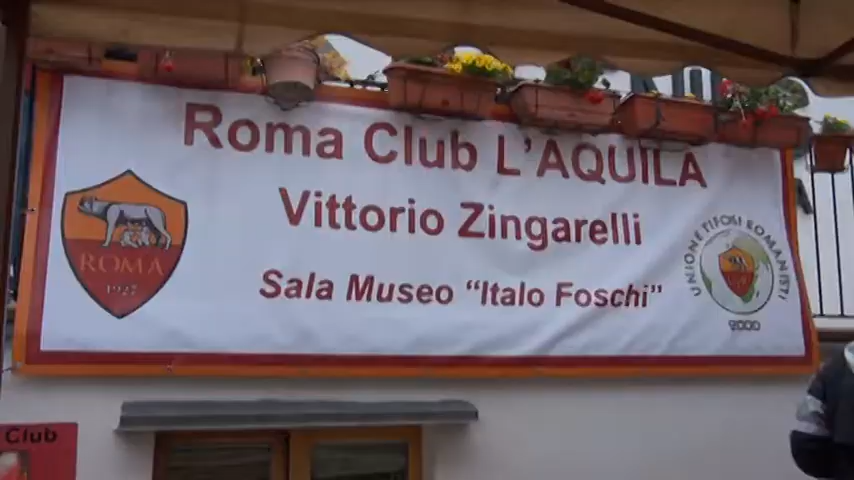 Roma Club L'AQUILA
Vittorio Zingarelli
Sala Museo “Italo Foschi”
ROMA
1927
UNIONE TIFOSI ROMANISTI
2000
Club